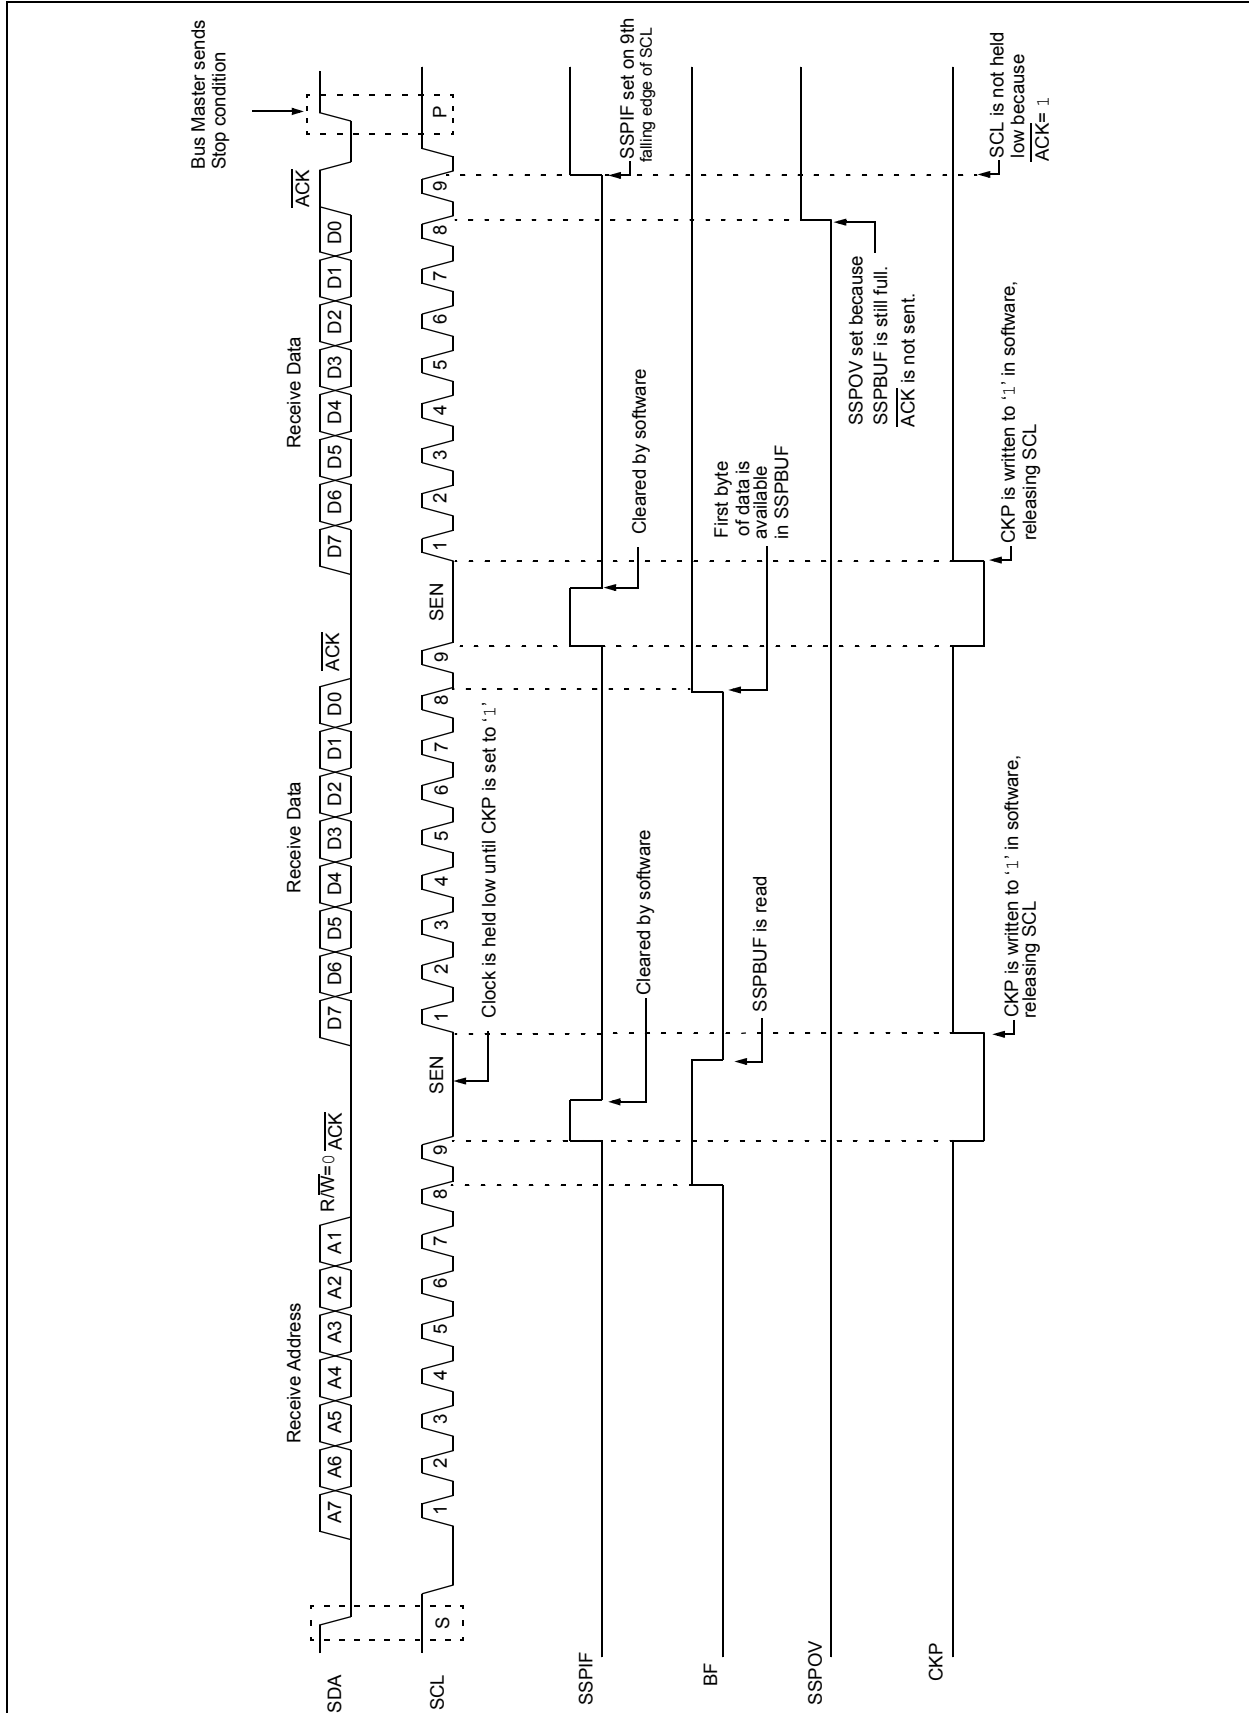 Bus Master sends
Stop condition
Receive Address
Receive Data
Receive Data
SDA
A7 A6 A5 A4 A3 A2 A1
R/W=0 ACK
D7 D6 D5 D4 D3 D2 D1 D0
ACK
D7 D6 D5 D4 D3 D2 D1 D0
ACK
SCL
S
1 2 3 4 5 6 7 8 9
SEN
1 2 3 4 5 6 7 8 9
SEN
1 2 3 4 5 6 7 8 9
P
Clock is held low until CKP is set to ‘1’
SSPIF
Cleared by software
Cleared by software
SSPIF set on 9th
falling edge of SCL
BF
SSPBUF is read
First byte
of data is
available
in SSPBUF
SSPOV
SSPOV set because
SSPBUF is still full.
ACK is not sent.
CKP
CKP is written to ‘1’ in software,
releasing SCL
CKP is written to ‘1’ in software,
releasing SCL
SCL is not held
low because
ACK= 1